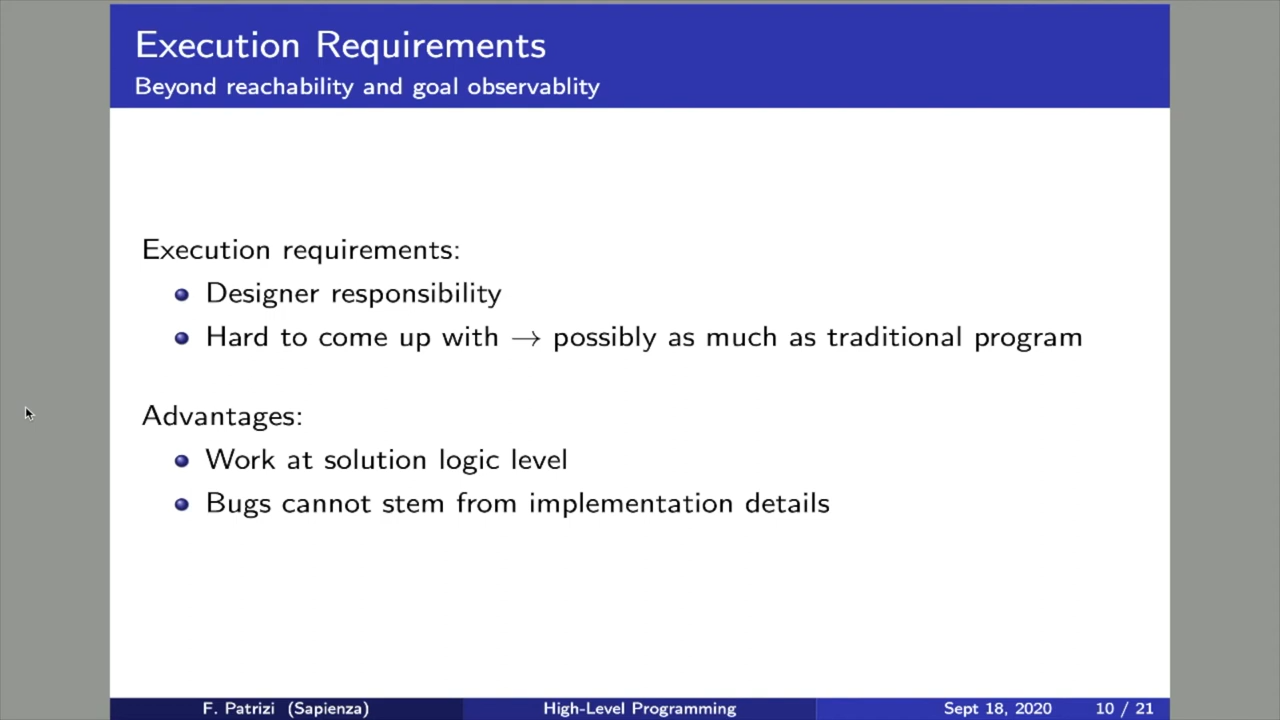 Execution Requirements
Beyond reachability and goal observablity
Execution requirements:
Designer responsibility
Hard to come up with → possibly as much as traditional program
Advantages:
Work at solution logic level
Bugs cannot stem from implementation details
F. Patrizi (Sapienza) High-Level Programming Sept 18, 2020 10 / 21